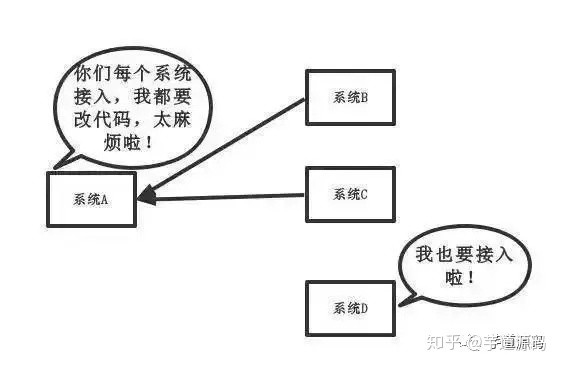 你们每个系统
接入，我都要
改代码，太麻
烦啦！
系统B
系统A
系统C
我也要接入
啦！
系统D
知乎 @芋道源码